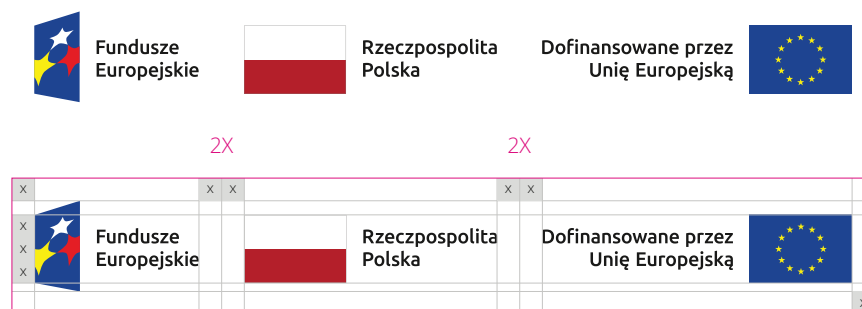 Fundusze
Europejskie
Rzeczpospolita
Polska
Dofinansowane przez
Unię Europejską
2X
2X
x
x x
x x
x
x
x
Fundusze
Europejskie
Rzeczpospolita
Polska
Dofinansowane przez
Unię Europejską
x